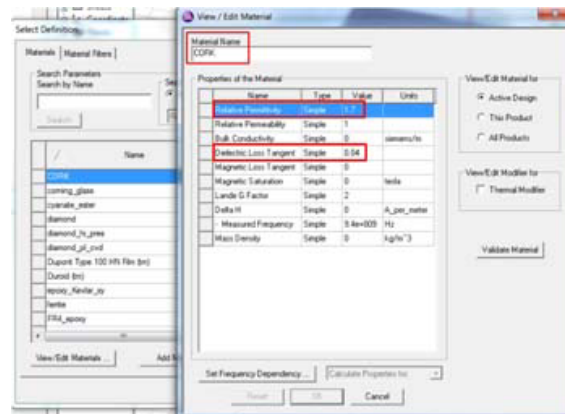 Select Definition
Materials
Material Filters
Search Parameters
Search by Name
Search
/ Name
CORK
corning_glass
cyanate_ester
diamond
diamond_hi_pres
diamond_pl_cvd
Dupont Type 100 HN Film (tm)
Duroid (tm)
epoxy_Kevlar_xy
ferrite
FR4_epoxy
View/Edit Materials ...
View / Edit Material
Material Name
CORK
Properties of the Material
Name Type Value Units
Relative Permittivity Simple 1.7
Relative Permeability Simple 1
Bulk Conductivity Simple 0 siemens/m
Dielectric Loss Tangent Simple 0.04
Magnetic Loss Tangent Simple 0
Magnetic Saturation Simple 0 tesla
Lande G Factor Simple 2
Delta H Simple 0 A_per_meter
- Measured Frequency Simple 9.4e+009 Hz
Mass Density Simple 0 kg/m^3
Set Frequency Dependency ...
Calculate Properties for:
Reset
OK
Cancel
View/Edit Material for
Active Design
This Product
All Products
View/Edit Modifier for
Thermal Modifier
Validate Material